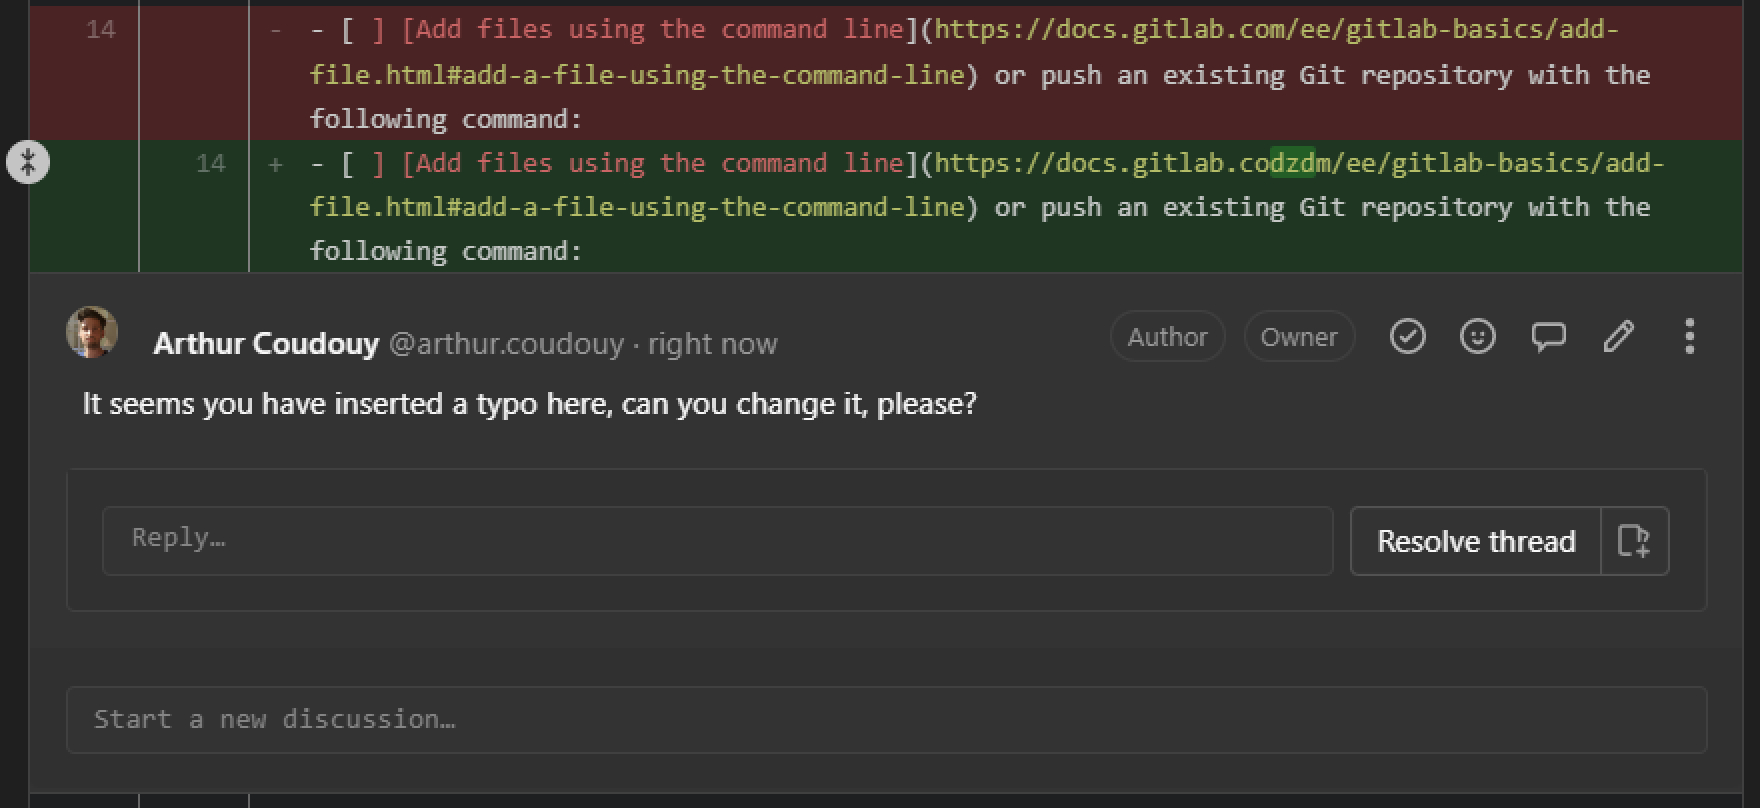 14 - - [ ] [Add files using the command line](https://docs.gitlab.com/ee/gitlab-basics/add-
file.html#add-a-file-using-the-command-line) or push an existing Git repository with the
following command:
14 + - [ ] [Add files using the command line](https://docs.gitlab.codzdm/ee/gitlab-basics/add-
file.html#add-a-file-using-the-command-line) or push an existing Git repository with the
following command:
Arthur Coudouy @arthur.coudouy · right now Author Owner
It seems you have inserted a typo here, can you change it, please?
Reply… Resolve thread
Start a new discussion…